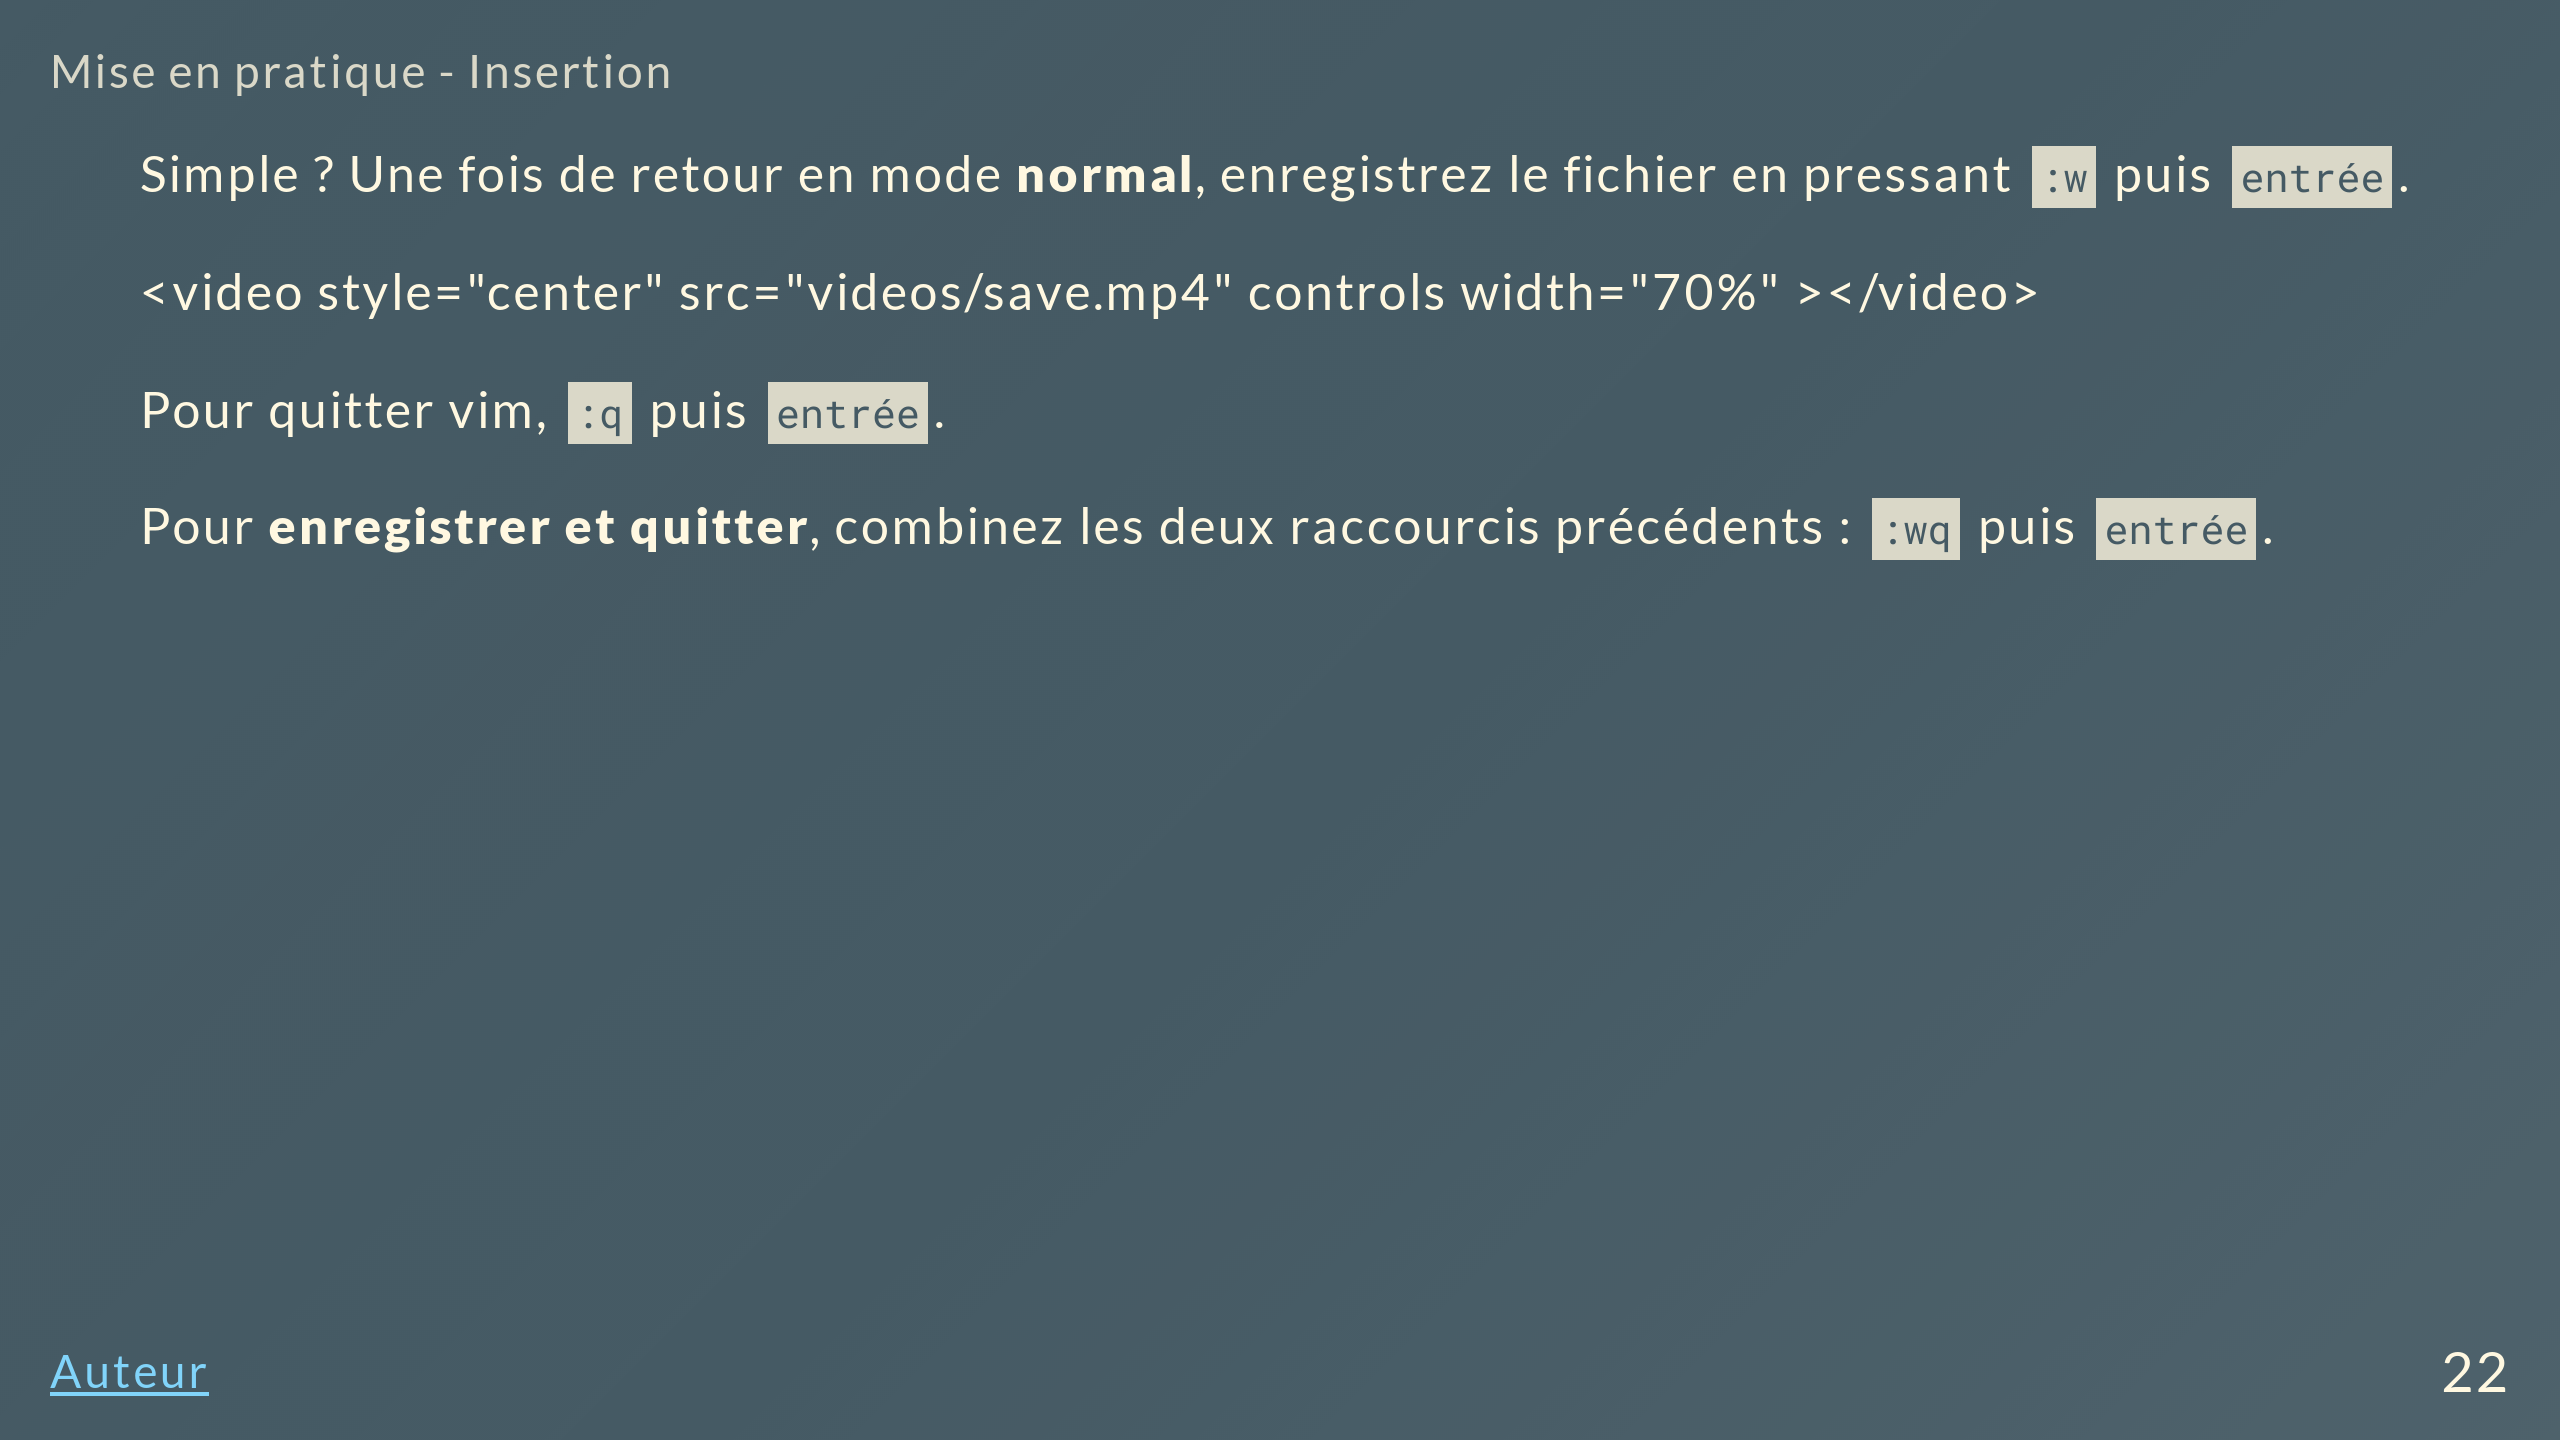 Mise en pratique - Insertion
Simple ? Une fois de retour en mode normal, enregistrez le fichier en pressant :w puis entrée.
<video style="center" src="videos/save.mp4" controls width="70%" ></video>
Pour quitter vim, :q puis entrée.
Pour enregistrer et quitter, combinez les deux raccourcis précédents : :wq puis entrée.
Auteur
22